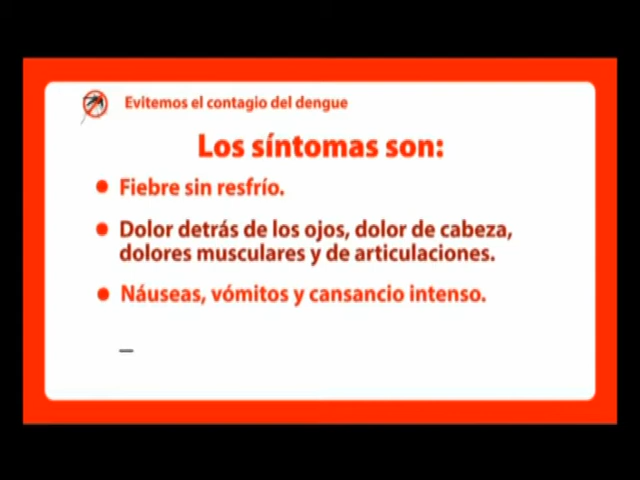 Evitemos el contagio del dengue
Los síntomas son:
Fiebre sin resfrío.
Dolor detrás de los ojos, dolor de cabeza,
dolores musculares y de articulaciones.
Náuseas, vómitos y cansancio intenso.